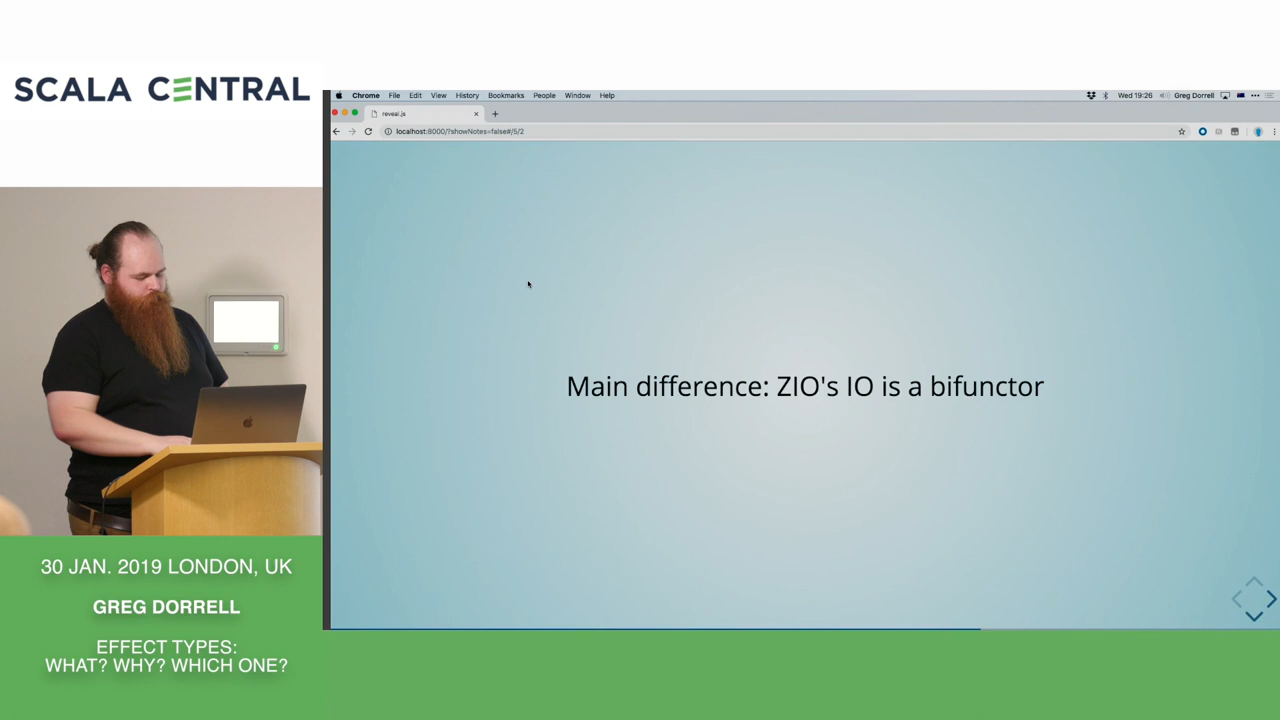 SCALA CENTRAL
Chrome File Edit View History Bookmarks People Window Help
Wed 19:26 Greg Dorrell
reveal.js
localhost:8000/?showNotes=false#/5/2
Main difference: ZIO's IO is a bifunctor
30 JAN. 2019 LONDON, UK
GREG DORRELL
EFFECT TYPES:
WHAT? WHY? WHICH ONE?